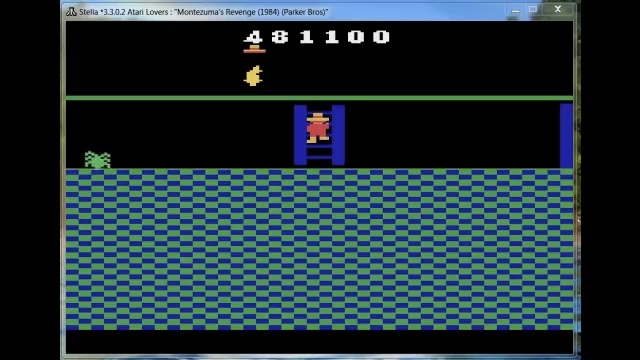 Stella *3.3.0.2 Atari Lovers : "Montezuma's Revenge (1984) (Parker Bros)"
481100